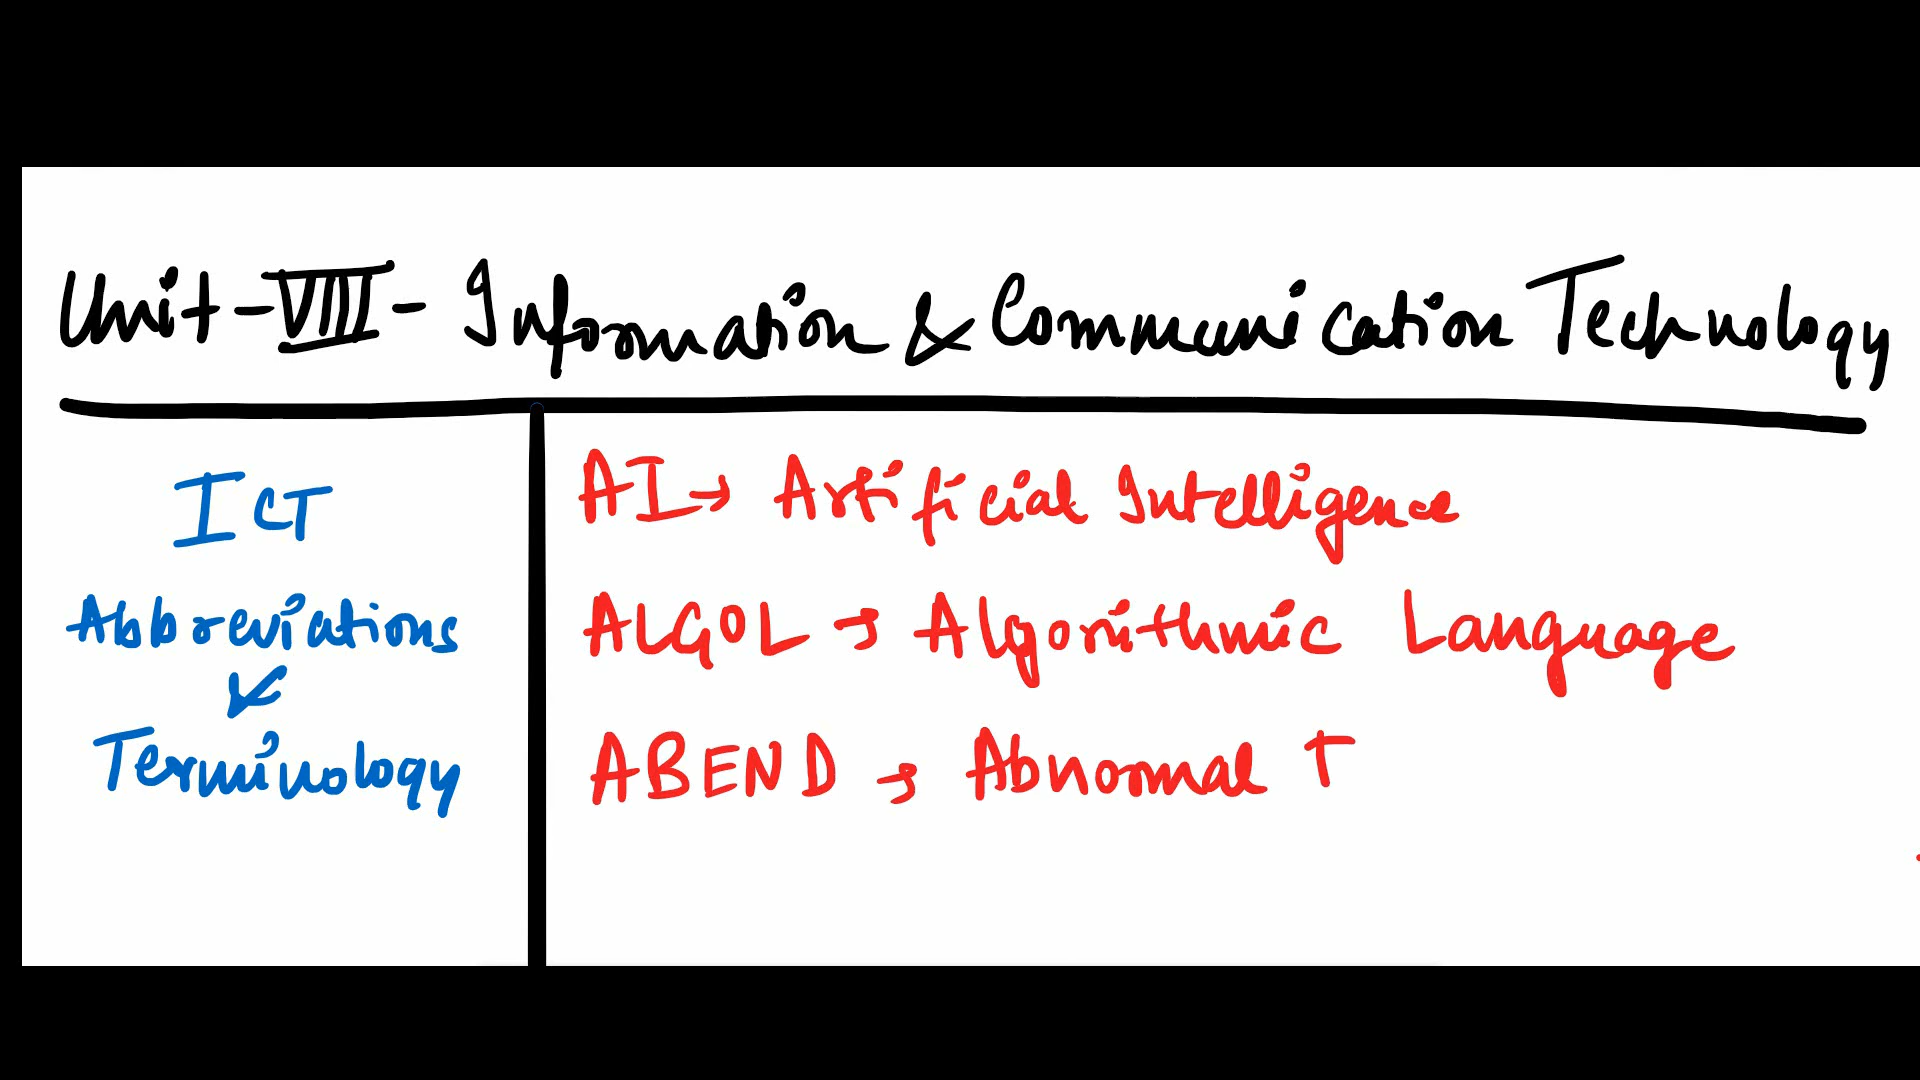 Unit-VIII- Information & Communication Technology
ICT
Abbreviations
&
Terminology
AI→ Artificial Intelligence
ALGOL → Algorithmic Language
ABEND → Abnormal T